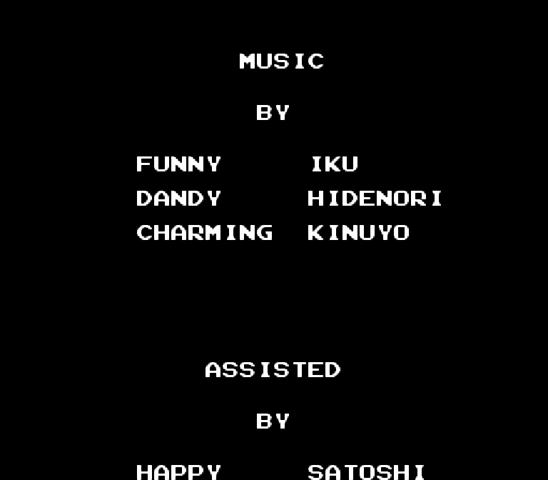 MUSIC
BY
FUNNY IKU
DANDY HIDENORI
CHARMING KINUYO
ASSISTED
BY
HAPPY SATOSHI